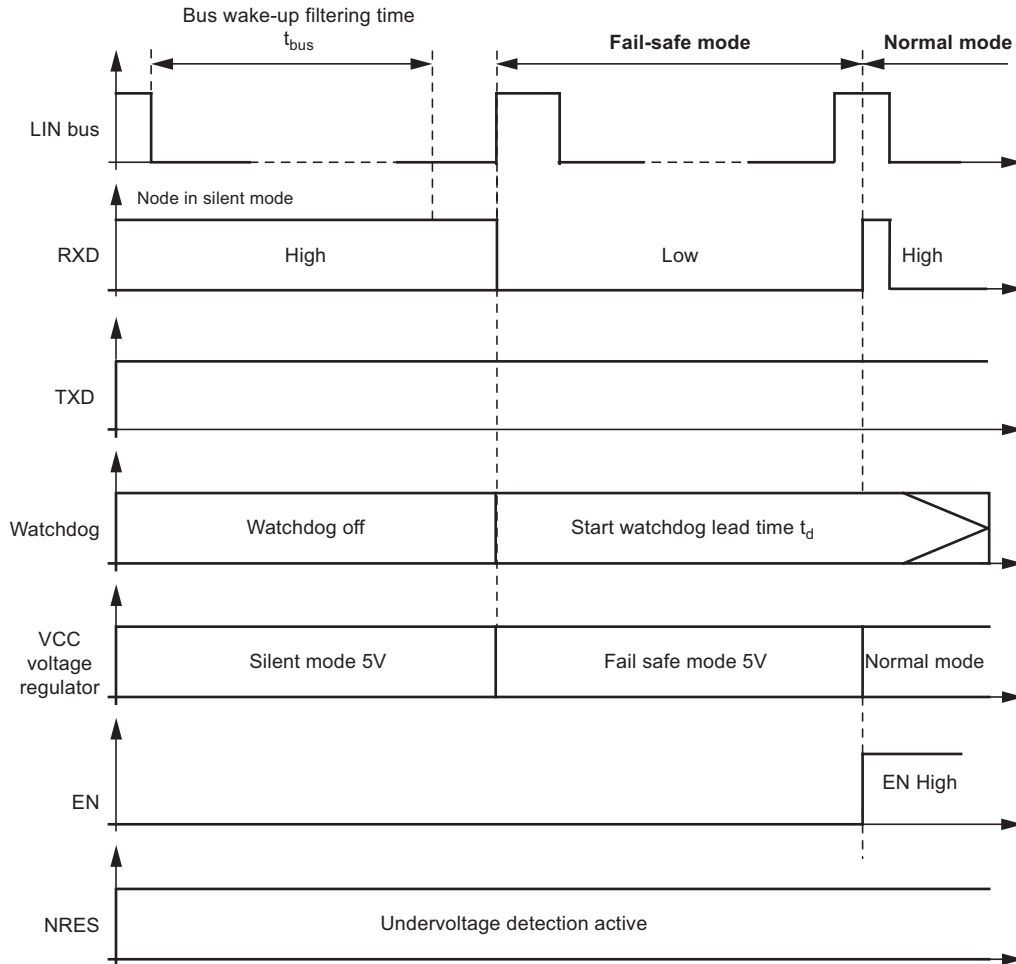 Bus wake-up filtering time
tbus
Fail-safe mode
Normal mode
LIN bus
Node in silent mode
RXD
High
Low
High
TXD
Watchdog
Watchdog off
Start watchdog lead time td
VCC
voltage
regulator
Silent mode 5V
Fail safe mode 5V
Normal mode
EN
EN High
NRES
Undervoltage detection active